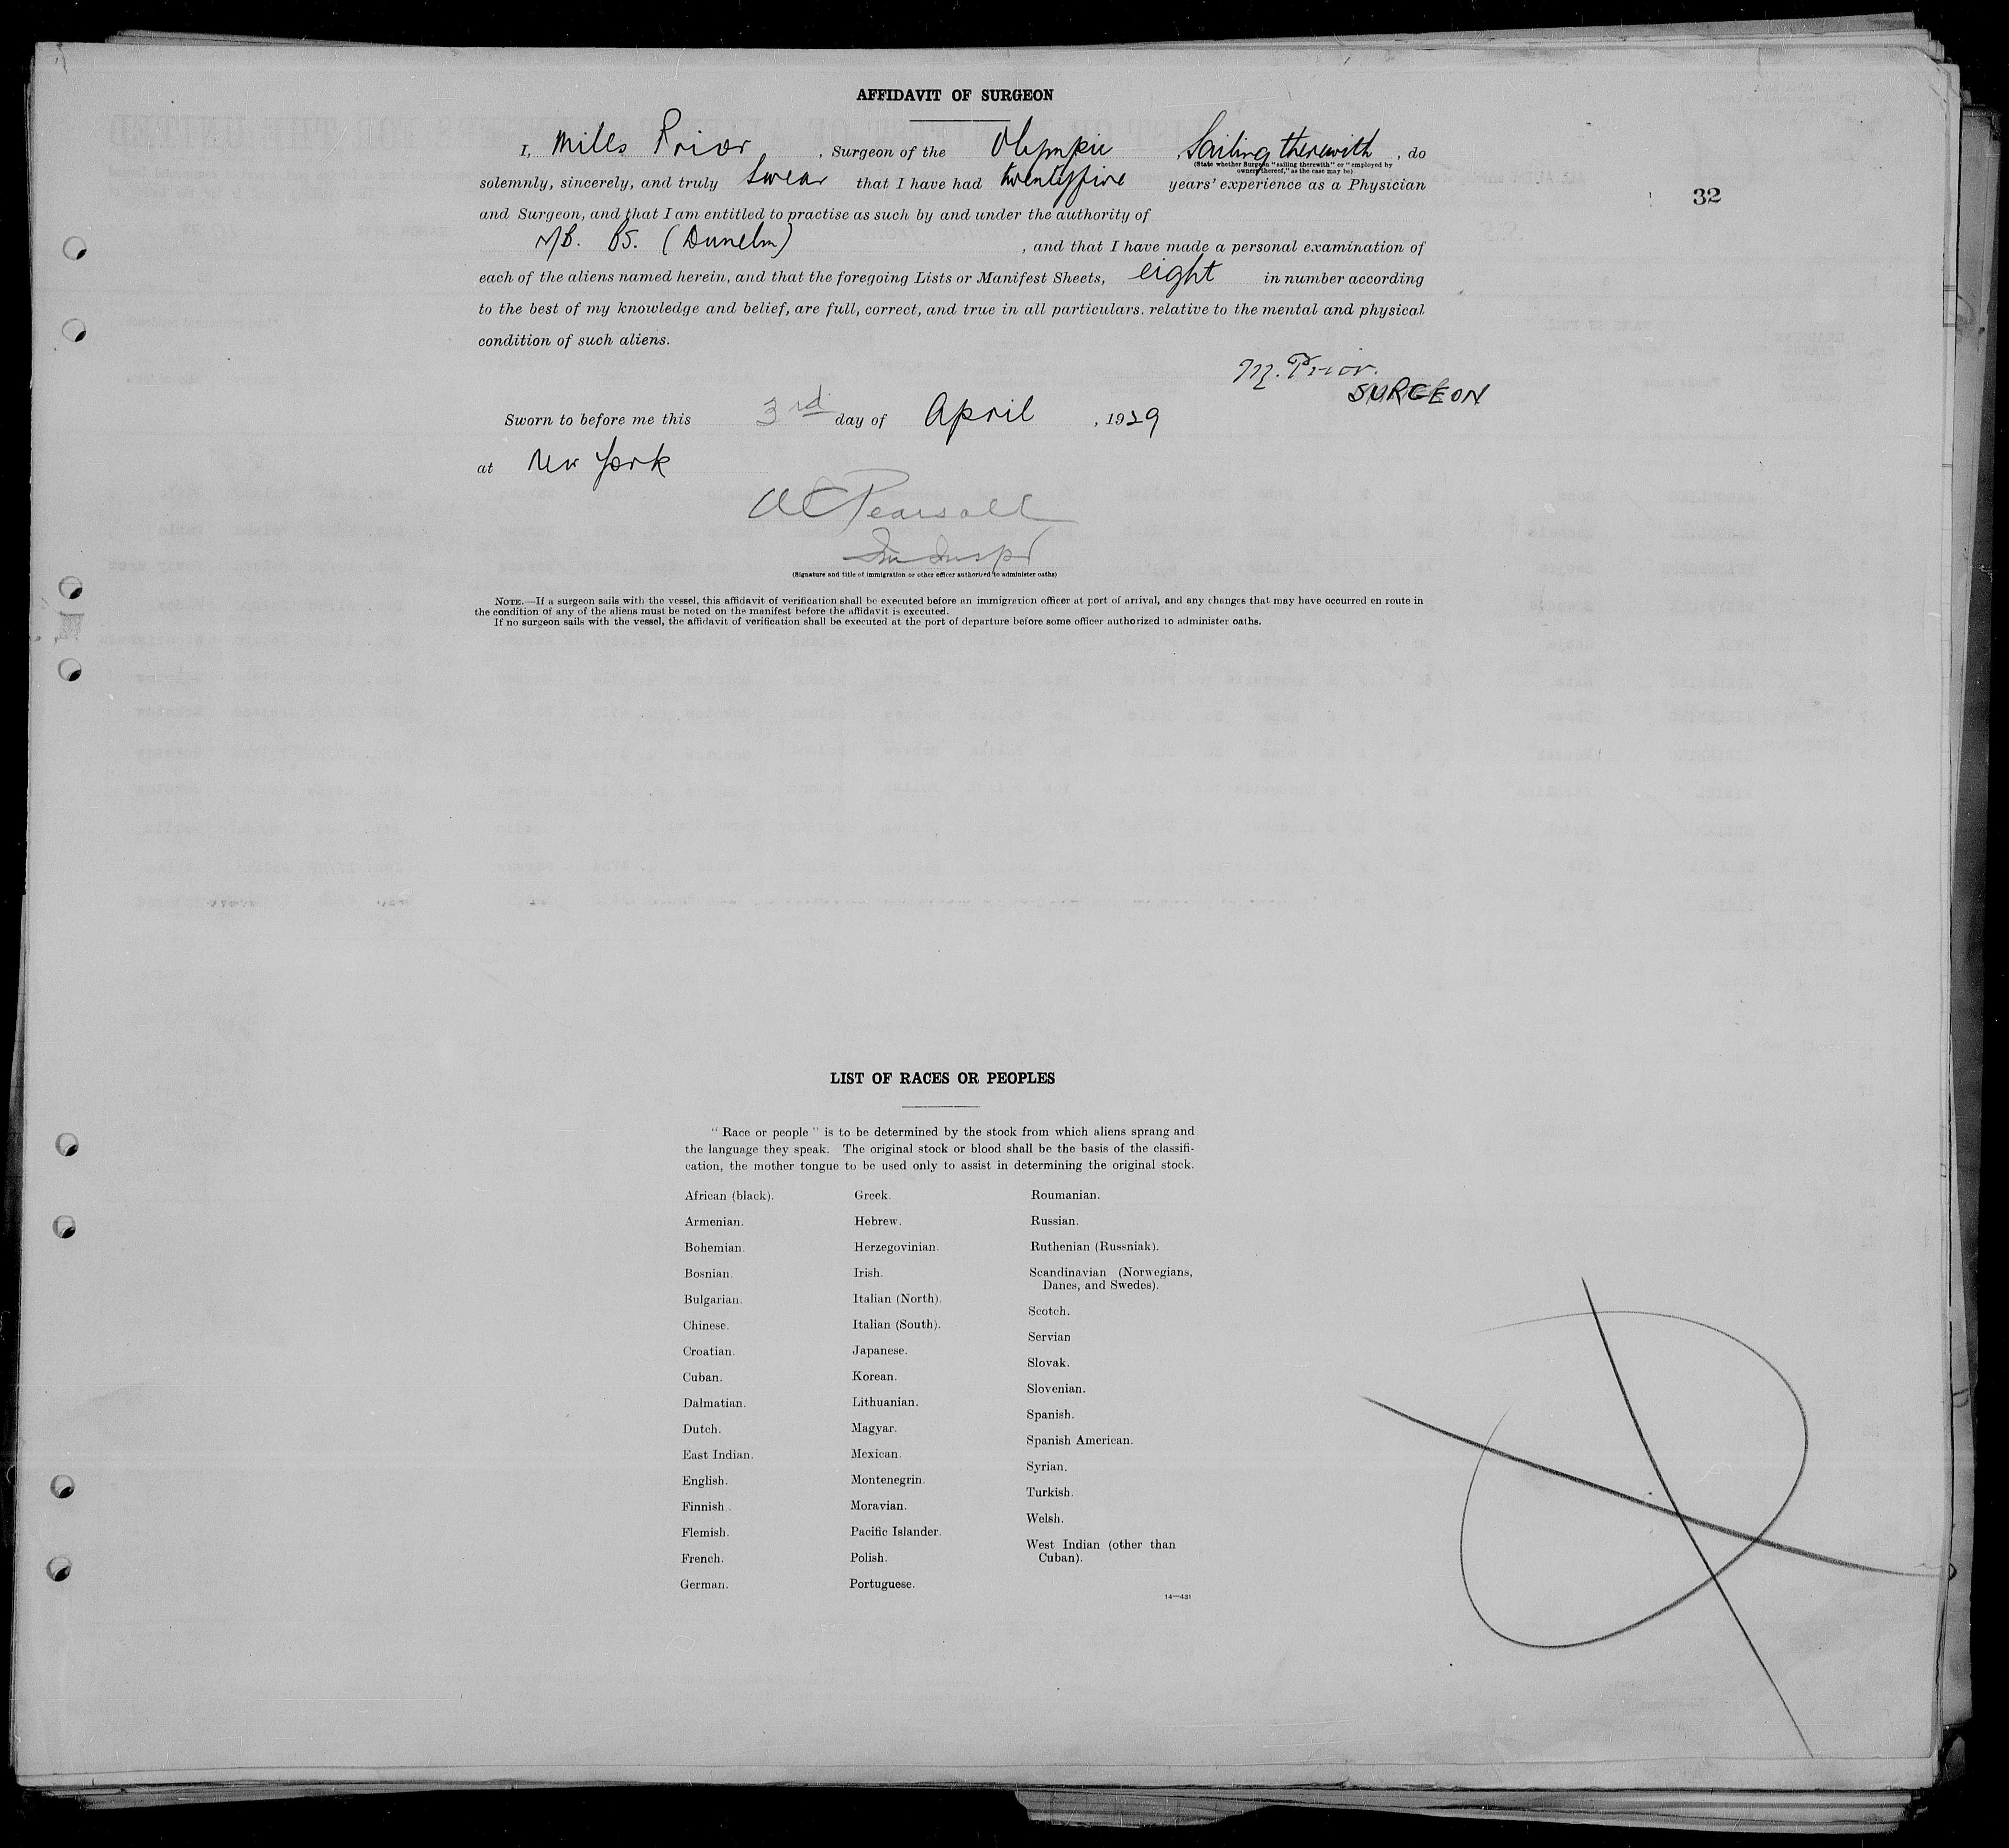 AFFIDAVIT OF SURGEON
I, Mills Prior, Surgeon of the Olympic, Sailing therewith, do
(State whether Surgeon "sailing therewith" or "employed by
owners thereof," as the case may be)
solemnly, sincerely, and truly Swear that I have had twentyfive years' experience as a Physician
32
and Surgeon, and that I am entitled to practise as such by and under the authority of
MB. BS. (Dunelm), and that I have made a personal examination of
each of the aliens named herein, and that the foregoing Lists or Manifest Sheets, eight in number according
to the best of my knowledge and belief, are full, correct, and true in all particulars. relative to the mental and physical
condition of such aliens.
M. Prior.
SURGEON
Sworn to before me this 3rd day of April, 1929
at New York
A C Pearsall
Im Inspr
(Signature and title of immigration or other officer authorized to administer oaths)
NOTE.—If a surgeon sails with the vessel, this affidavit of verification shall be executed before an immigration officer at port of arrival, and any changes that may have occurred en route in
the condition of any of the aliens must be noted on the manifest before the affidavit is executed.
If no surgeon sails with the vessel, the affidavit of verification shall be executed at the port of departure before some officer authorized to administer oaths.
LIST OF RACES OR PEOPLES
"Race or people" is to be determined by the stock from which aliens sprang and
the language they speak. The original stock or blood shall be the basis of the classifi-
cation, the mother tongue to be used only to assist in determining the original stock.
African (black).
Armenian.
Bohemian.
Bosnian.
Bulgarian.
Chinese.
Croatian.
Cuban.
Dalmatian.
Dutch.
East Indian.
English.
Finnish.
Flemish.
French.
German.
Greek.
Hebrew.
Herzegovinian.
Irish.
Italian (North).
Italian (South).
Japanese.
Korean.
Lithuanian.
Magyar.
Mexican.
Montenegrin.
Moravian.
Pacific Islander.
Polish.
Portuguese.
Roumanian.
Russian.
Ruthenian (Russniak).
Scandinavian (Norwegians,
Danes, and Swedes).
Scotch.
Servian
Slovak.
Slovenian.
Spanish.
Spanish American.
Syrian.
Turkish.
Welsh.
West Indian (other than
Cuban).
14—431